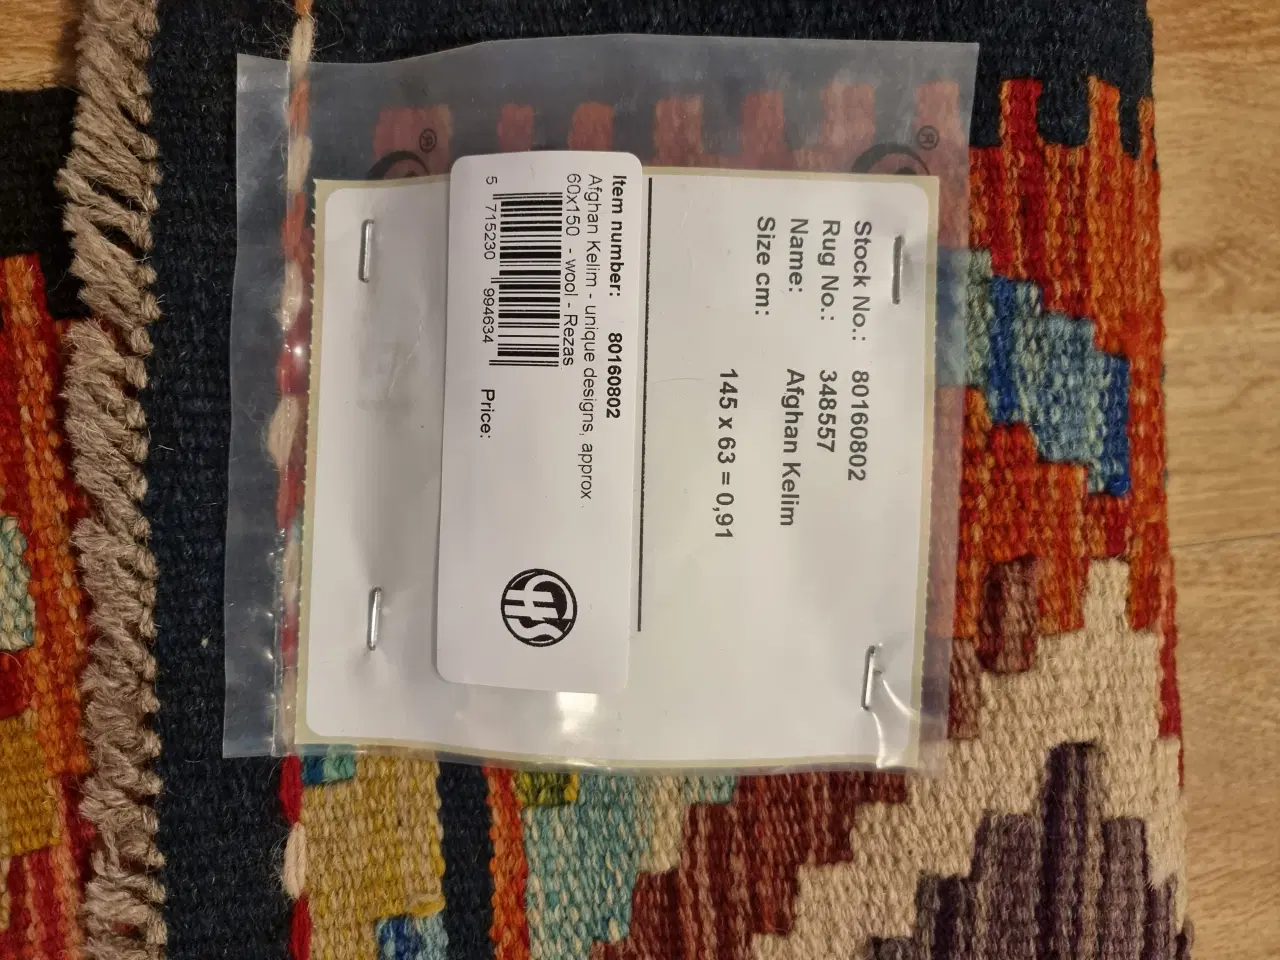 Stock No.: 80160802
Rug No.: 348557
Name: Afghan Kelim
Size cm:
145 x 63 = 0,91
Item number: 80160802
Afghan Kelim - unique designs, approx.
60x150 - wool - Rezas
5 715230 994634
Price:
®
®